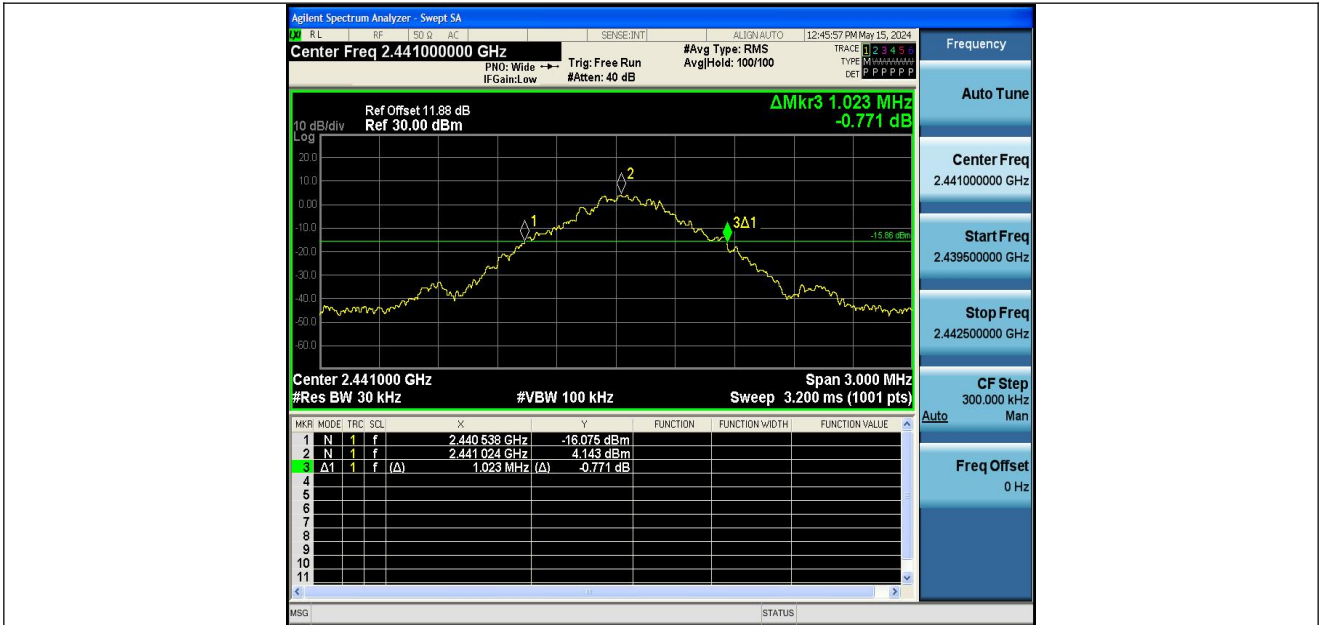 Agilent Spectrum Analyzer - Swept SA
LXI RL RF 50 Ω AC SENSE:INT ALIGN AUTO 12:45:57 PM May 15, 2024
Center Freq 2.441000000 GHz
PNO: Wide
IFGain:Low
Trig: Free Run
#Atten: 40 dB
#Avg Type: RMS
Avg|Hold: 100/100
TRACE 1 2 3 4 5 6
TYPE M WWWWW
DET P P P P P P
Frequency
Auto Tune
Center Freq
2.441000000 GHz
Start Freq
2.439500000 GHz
Stop Freq
2.442500000 GHz
CF Step
300.000 kHz
Auto Man
Freq Offset
0 Hz
ΔMkr3 1.023 MHz
-0.771 dB
Ref Offset 11.88 dB
10 dB/div Ref 30.00 dBm
Log
20.0
10.0
0.00
-10.0
-20.0
-30.0
-40.0
-50.0
-60.0
1
2
3Δ1
-15.86 dBm
Center 2.441000 GHz Span 3.000 MHz
#Res BW 30 kHz #VBW 100 kHz Sweep 3.200 ms (1001 pts)
MKR MODE TRC SCL X Y FUNCTION FUNCTION WIDTH FUNCTION VALUE
1 N 1 f 2.440 538 GHz -16.075 dBm
2 N 1 f 2.441 024 GHz 4.143 dBm
3 Δ1 1 f (Δ) 1.023 MHz (Δ) -0.771 dB
4
5
6
7
8
9
10
11
MSG STATUS